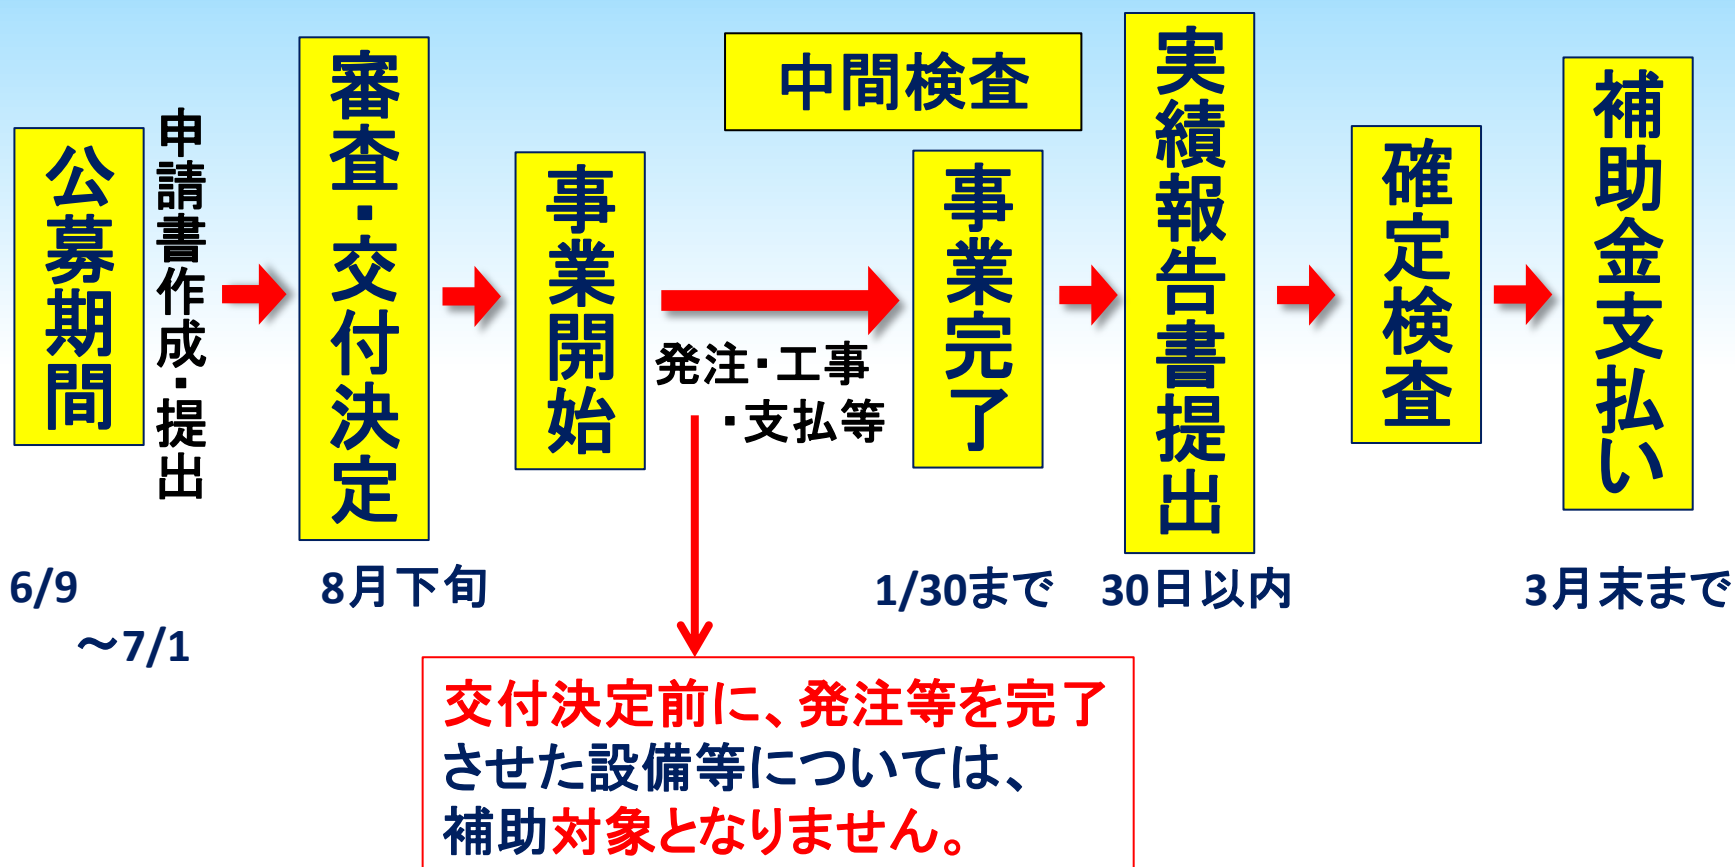 公募期間
申請書作成・提出
審査・交付決定
事業開始
中間検査
発注・工事
・支払等
事業完了
実績報告書提出
確定検査
補助金支払い
6/9
～7/1
8月下旬
1/30まで
30日以内
3月末まで
交付決定前に、発注等を完了
させた設備等については、
補助対象となりません。